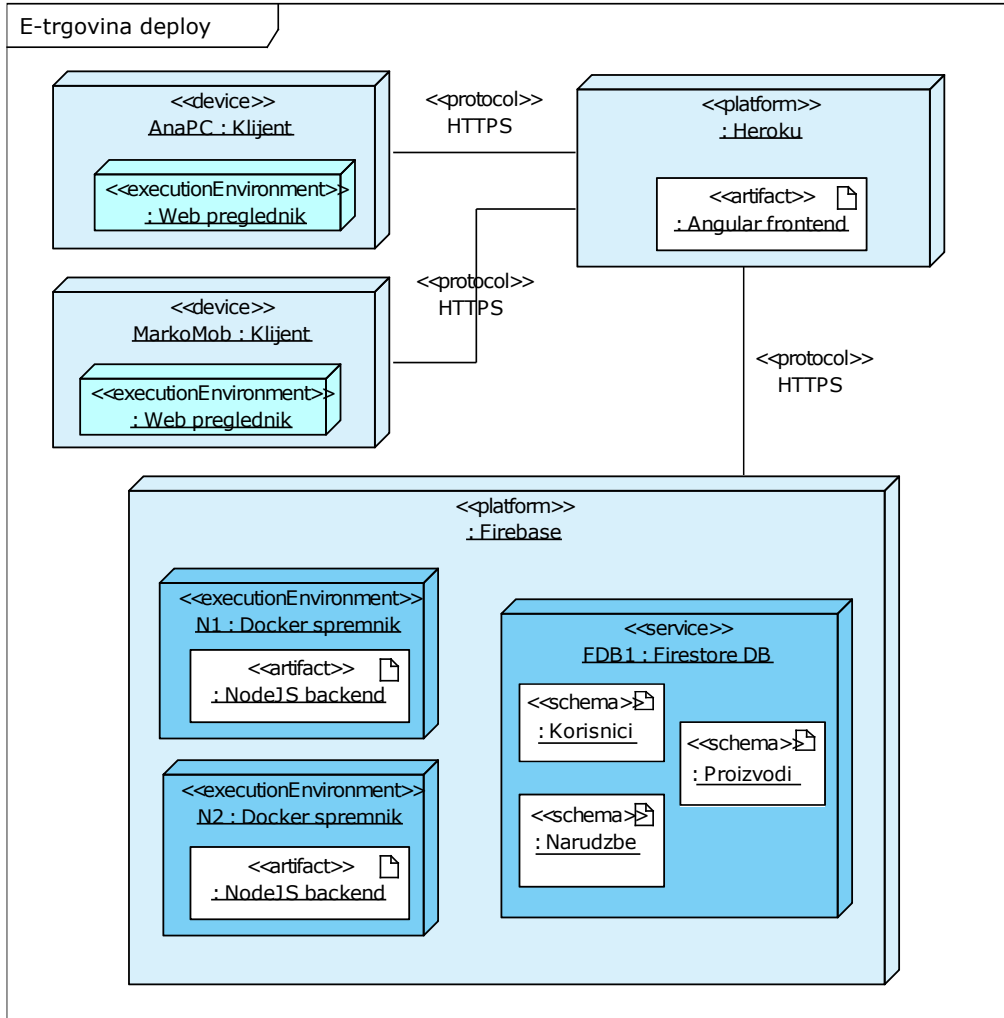 E-trgovina deploy
<<device>>
AnaPC : Klijent
<<executionEnvironment>>
: Web preglednik
<<protocol>>
HTTPS
<<platform>>
: Heroku
<<artifact>>
: Angular frontend
<<device>>
MarkoMob : Klijent
<<executionEnvironment>>
: Web preglednik
<<protocol>>
HTTPS
<<protocol>>
HTTPS
<<platform>>
: Firebase
<<executionEnvironment>>
N1 : Docker spremnik
<<artifact>>
: NodeJS backend
<<executionEnvironment>>
N2 : Docker spremnik
<<artifact>>
: NodeJS backend
<<service>>
FDB1 : Firestore DB
<<schema>>
: Korisnici
<<schema>>
: Proizvodi
<<schema>>
: Narudzbe